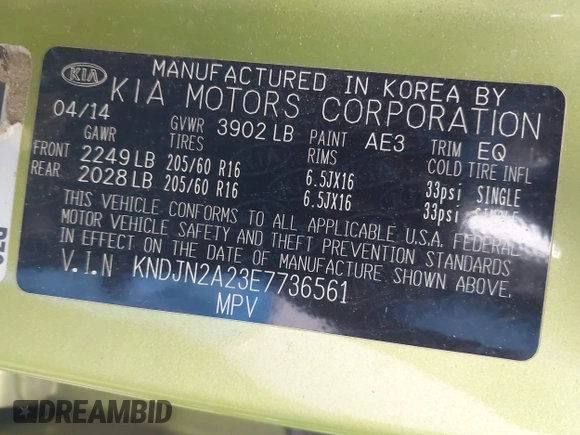 KIA
MANUFACTURED IN KOREA BY
KIA MOTORS CORPORATION
04/14 GVWR 3902 LB PAINT AE3 TRIM EQ
GAWR TIRES RIMS COLD TIRE INFL
FRONT 2249 LB 205/60 R16 6.5JX16 33psi SINGLE
REAR 2028 LB 205/60 R16 6.5JX16 33psi SINGLE
THIS VEHICLE CONFORMS TO ALL APPLICABLE U.S.A. FEDERAL
MOTOR VEHICLE SAFETY AND THEFT PREVENTION STANDARDS
IN EFFECT ON THE DATE OF MANUFACTURE SHOWN ABOVE.
V.I.N KNDJN2A23E7736561
MPV
DREAMBID